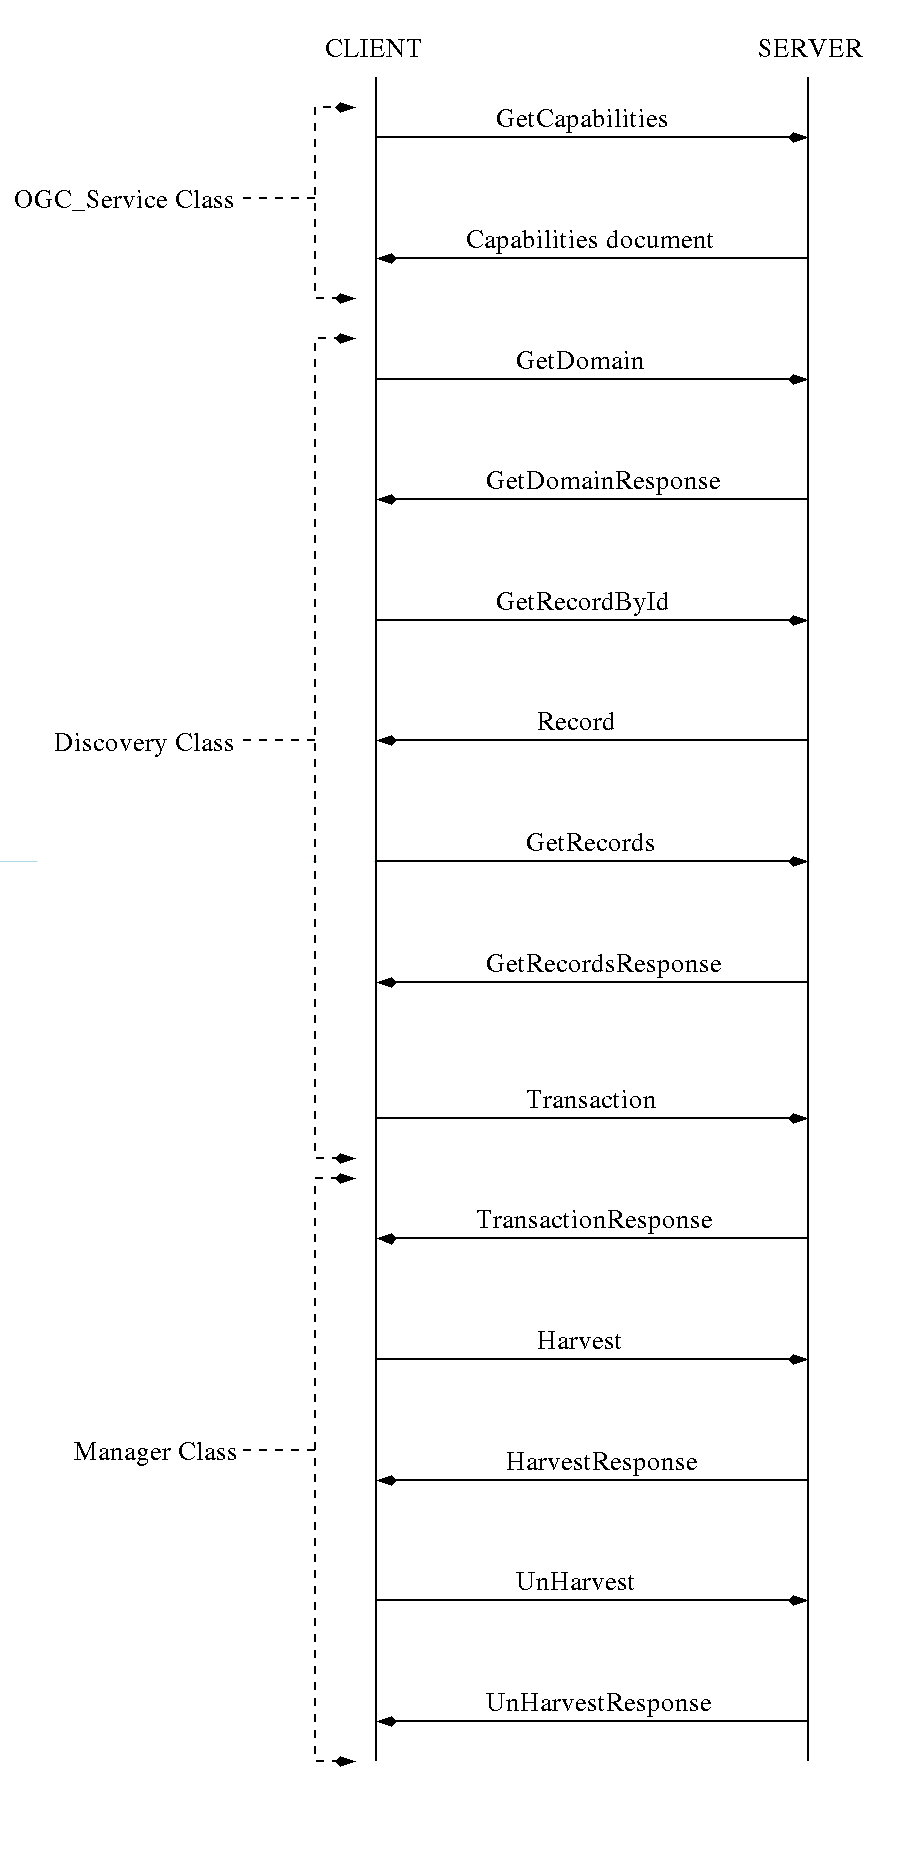 CLIENT SERVER
GetCapabilities
OGC_Service Class
Capabilities document
GetDomain
GetDomainResponse
GetRecordById
Record
Discovery Class
GetRecords
GetRecordsResponse
Transaction
TransactionResponse
Harvest
Manager Class
HarvestResponse
UnHarvest
UnHarvestResponse